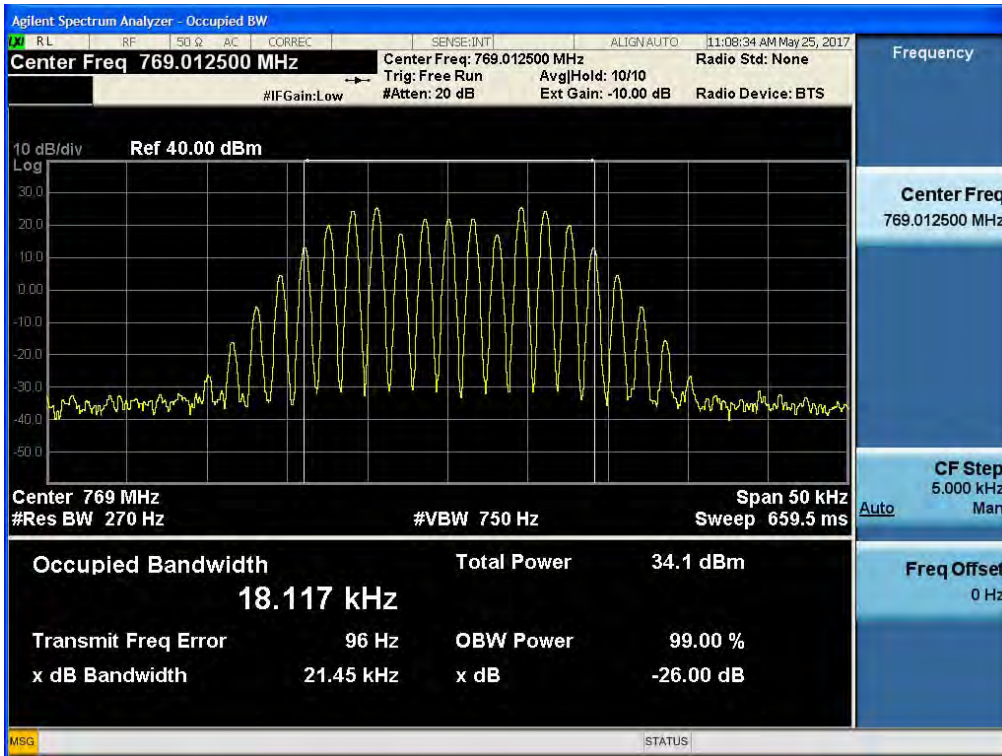 Agilent Spectrum Analyzer - Occupied BW
LXI RL RF 50 Ω AC CORREC SENSE:INT ALIGN AUTO 11:08:34 AM May 25, 2017
Center Freq 769.012500 MHz
Center Freq: 769.012500 MHz
Radio Std: None
Trig: Free Run Avg|Hold: 10/10
#IFGain:Low
#Atten: 20 dB Ext Gain: -10.00 dB
Radio Device: BTS
10 dB/div Ref 40.00 dBm
Log
30.0
20.0
10.0
0.00
-10.0
-20.0
-30.0
-40.0
-50.0
Center 769 MHz Span 50 kHz
#Res BW 270 Hz #VBW 750 Hz Sweep 659.5 ms
Occupied Bandwidth Total Power 34.1 dBm
18.117 kHz
Transmit Freq Error 96 Hz OBW Power 99.00 %
x dB Bandwidth 21.45 kHz x dB -26.00 dB
MSG STATUS
Frequency
Center Freq
769.012500 MHz
CF Step
5.000 kHz
Auto Man
Freq Offset
0 Hz